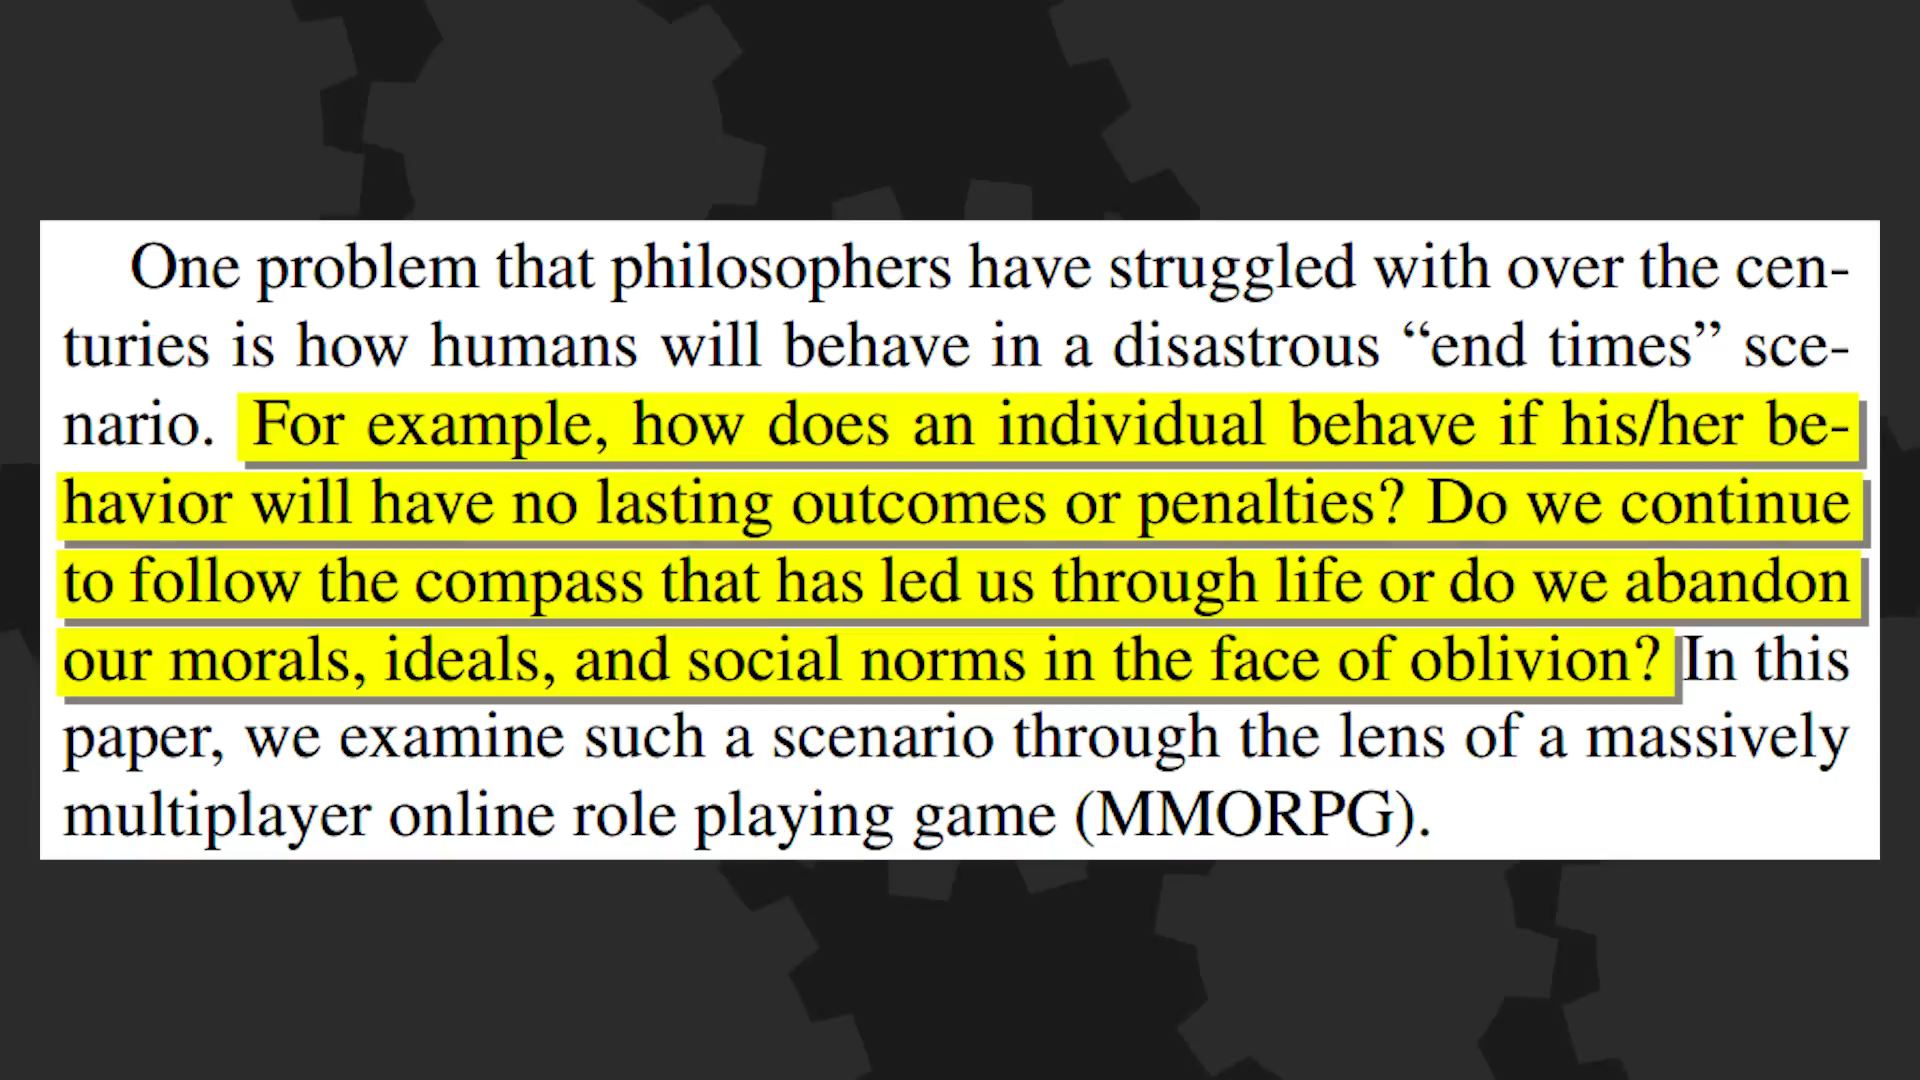 One problem that philosophers have struggled with over the cen-
turies is how humans will behave in a disastrous “end times” sce-
nario. For example, how does an individual behave if his/her be-
havior will have no lasting outcomes or penalties? Do we continue
to follow the compass that has led us through life or do we abandon
our morals, ideals, and social norms in the face of oblivion? In this
paper, we examine such a scenario through the lens of a massively
multiplayer online role playing game (MMORPG).